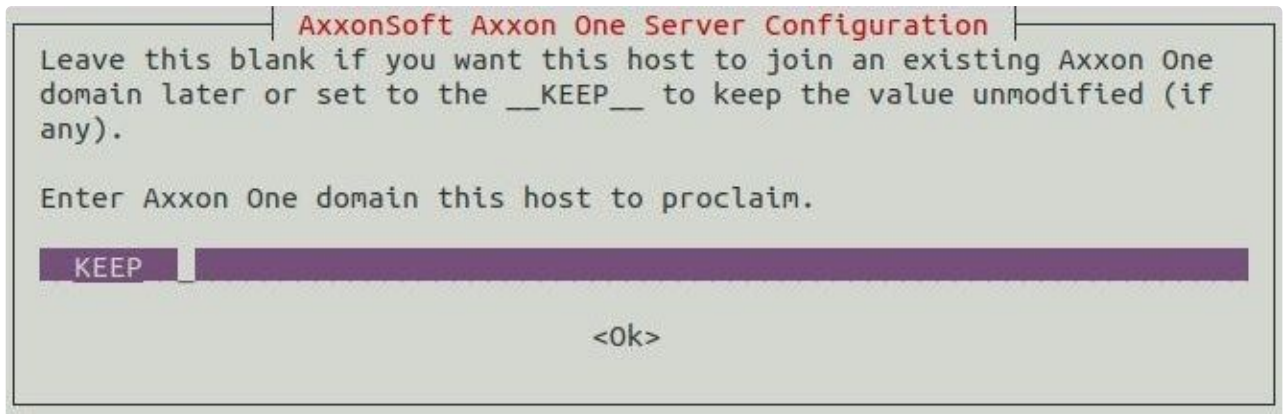 AxxonSoft Axxon One Server Configuration
Leave this blank if you want this host to join an existing Axxon One
domain later or set to the __KEEP__ to keep the value unmodified (if
any).
Enter Axxon One domain this host to proclaim.
__KEEP__
<Ok>